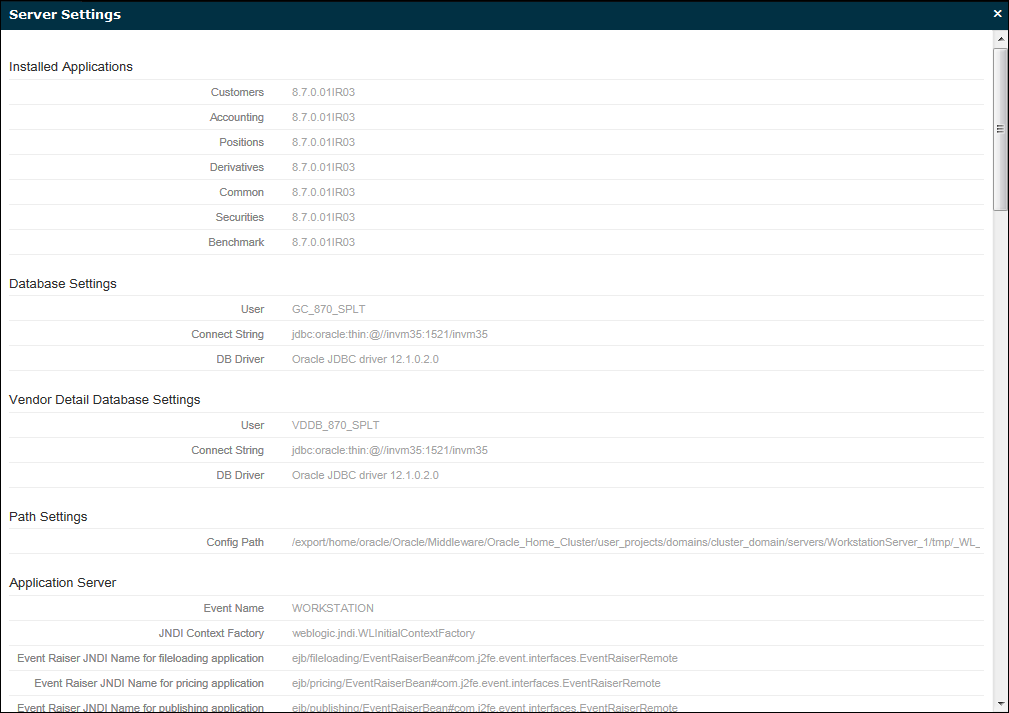 Server Settings
Installed Applications
Customers 8.7.0.01IR03
Accounting 8.7.0.01IR03
Positions 8.7.0.01IR03
Derivatives 8.7.0.01IR03
Common 8.7.0.01IR03
Securities 8.7.0.01IR03
Benchmark 8.7.0.01IR03
Database Settings
User GC_870_SPLT
Connect String jdbc:oracle:thin:@//invm35:1521/invm35
DB Driver Oracle JDBC driver 12.1.0.2.0
Vendor Detail Database Settings
User VDDB_870_SPLT
Connect String jdbc:oracle:thin:@//invm35:1521/invm35
DB Driver Oracle JDBC driver 12.1.0.2.0
Path Settings
Config Path /export/home/oracle/Oracle/Middleware/Oracle_Home_Cluster/user_projects/domains/cluster_domain/servers/WorkstationServer_1/tmp/_WL_
Application Server
Event Name WORKSTATION
JNDI Context Factory weblogic.jndi.WLInitialContextFactory
Event Raiser JNDI Name for fileloading application ejb/fileloading/EventRaiserBean#com.j2fe.event.interfaces.EventRaiserRemote
Event Raiser JNDI Name for pricing application ejb/pricing/EventRaiserBean#com.j2fe.event.interfaces.EventRaiserRemote
Event Raiser JNDI Name for publishing application ejb/publishing/EventRaiserBean#com.j2fe.event.interfaces.EventRaiserRemote